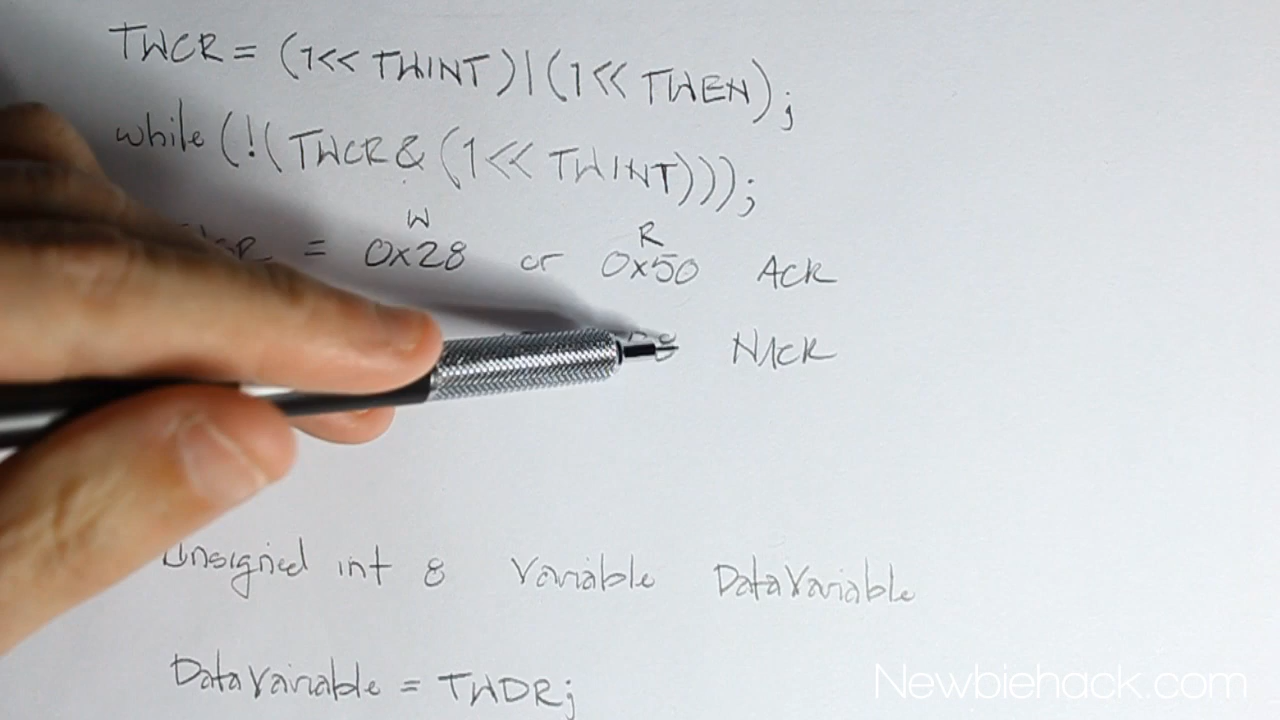 TWCR = (1<< TWINT)|(1<< TWEN);
while (!(TWCR & (1<< TWINT)));
W R
= 0x28 or 0x50 ACK
NACK
Unsigned int 8 Variable DataVariable
DataVariable = TWDR;
Newbiehack.com